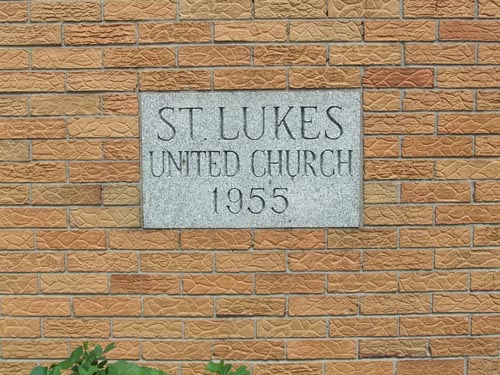 ST. LUKES
UNITED CHURCH
1955